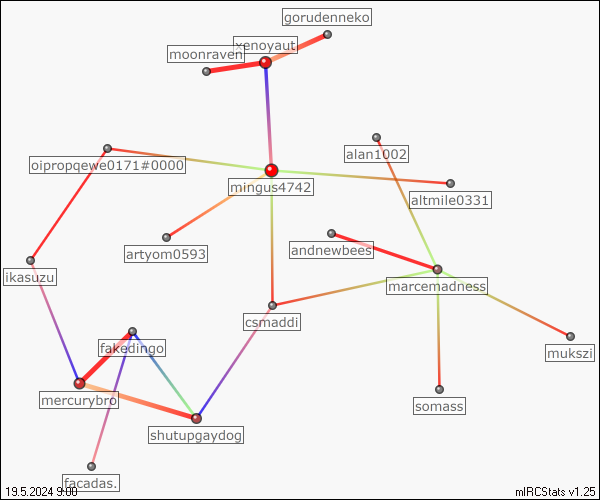 gorudenneko
xenoyaut
moonraven
alan1002
oipropqewe0171#0000
mingus4742
altmile0331
artyom0593
andnewbees
ikasuzu
marcemadness
csmaddi
fakedingo
mukszi
mercurybro
somass
shutupgaydog
facadas.
19.5.2024 9:00
mIRCStats v1.25